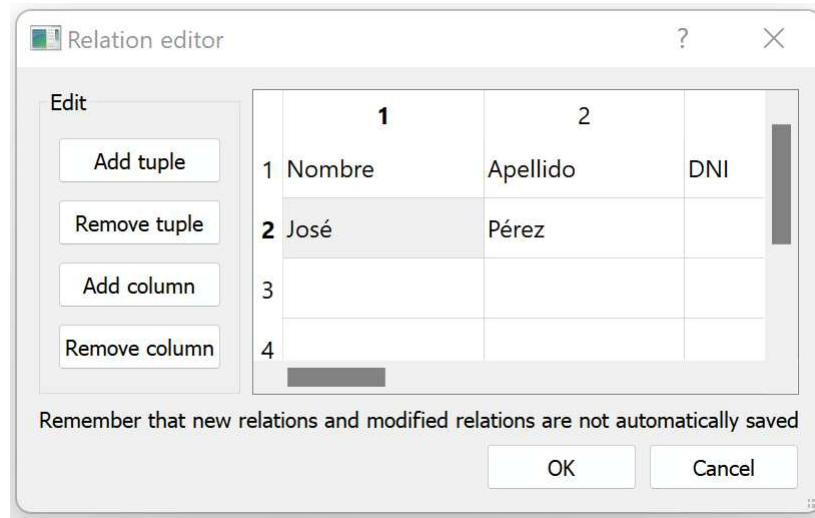 Relation editor ?
Edit
1 2
Add tuple
1 Nombre Apellido DNI
Remove tuple
2 José Pérez
Add column
3
Remove column
4
Remember that new relations and modified relations are not automatically saved
OK Cancel